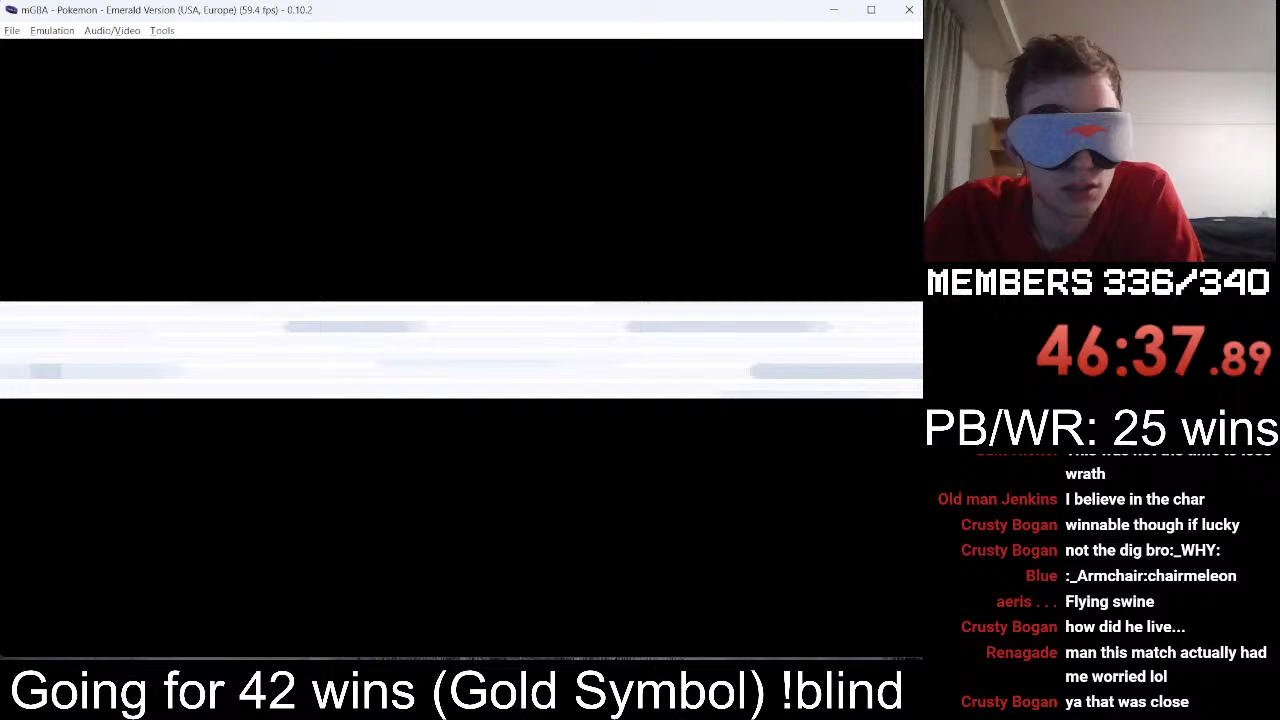 mGBA - Pokemon - Emerald Version (USA, Europe) (59.4 fps) - 0.10.2
File Emulation Audio/Video Tools
MEMBERS 336/340
46:37.89
PB/WR: 25 wins
wrath
Old man Jenkins I believe in the char
Crusty Bogan winnable though if lucky
Crusty Bogan not the dig bro:_WHY:
Blue :_Armchair:chairmeleon
aeris . . . Flying swine
Crusty Bogan how did he live...
Renagade man this match actually had
me worried lol
Crusty Bogan ya that was close
Going for 42 wins (Gold Symbol) !blind